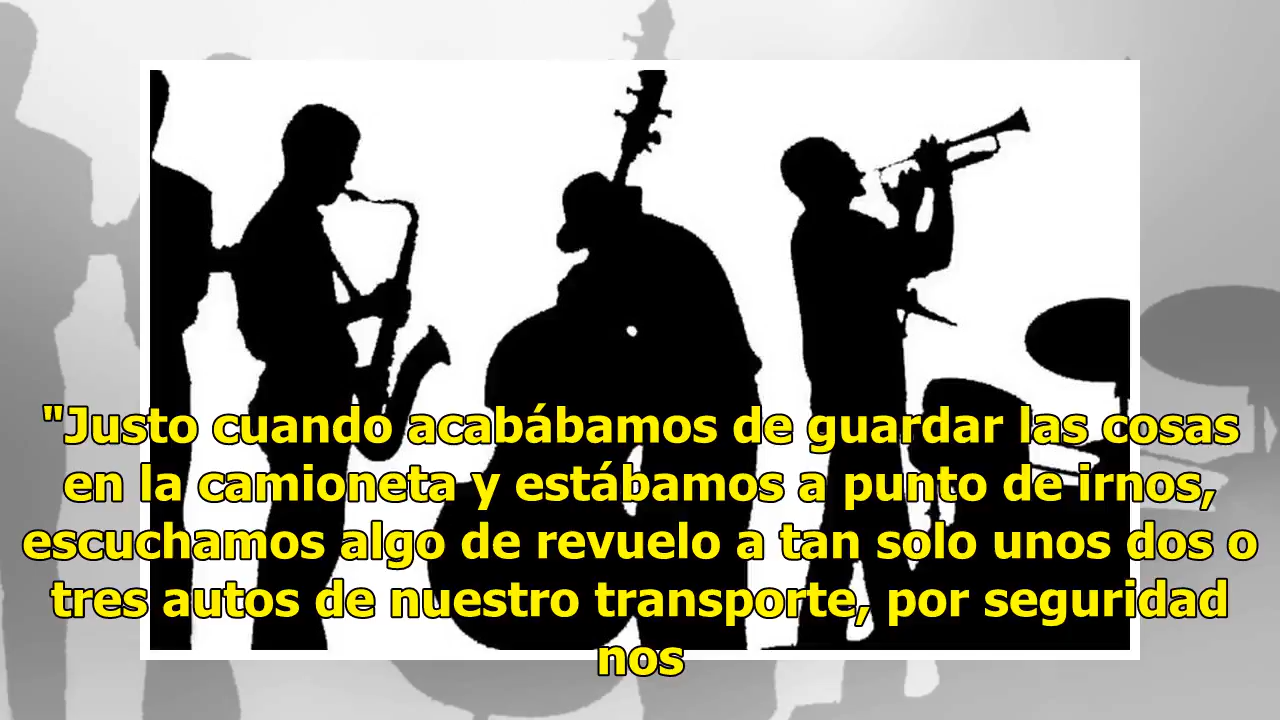 "Justo cuando acabábamos de guardar las cosas
en la camioneta y estábamos a punto de irnos,
escuchamos algo de revuelo a tan solo unos dos o
tres autos de nuestro transporte, por seguridad
nos